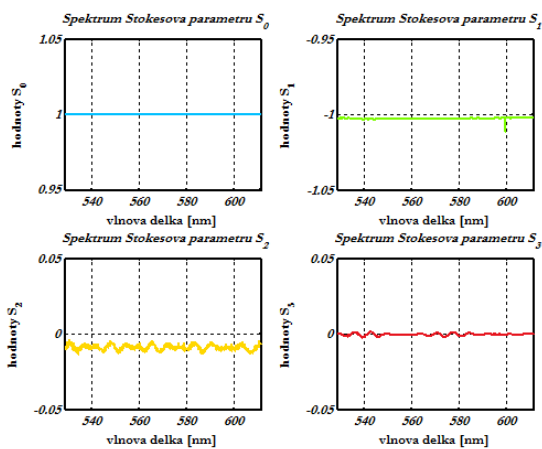 Spektrum Stokesova parametru S0
1.05
1
0.95
hodnoty S0
540 560 580 600
vlnova delka [nm]
Spektrum Stokesova parametru S1
-0.95
-1
-1.05
hodnoty S1
540 560 580 600
vlnova delka [nm]
Spektrum Stokesova parametru S2
0.05
0
-0.05
hodnoty S2
540 560 580 600
vlnova delka [nm]
Spektrum Stokesova parametru S3
0.05
0
-0.05
hodnoty S3
540 560 580 600
vlnova delka [nm]